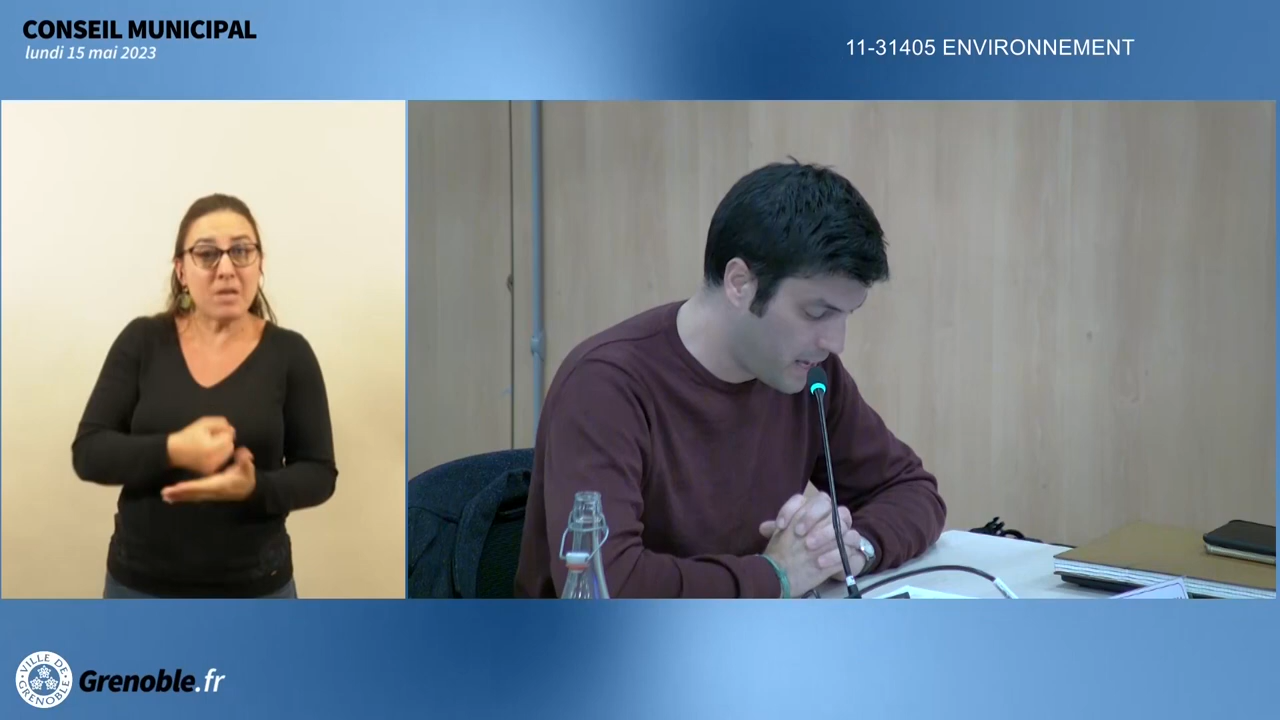 CONSEIL MUNICIPAL
lundi 15 mai 2023
11-31405 ENVIRONNEMENT
VILLE DE GRENOBLE
Grenoble.fr